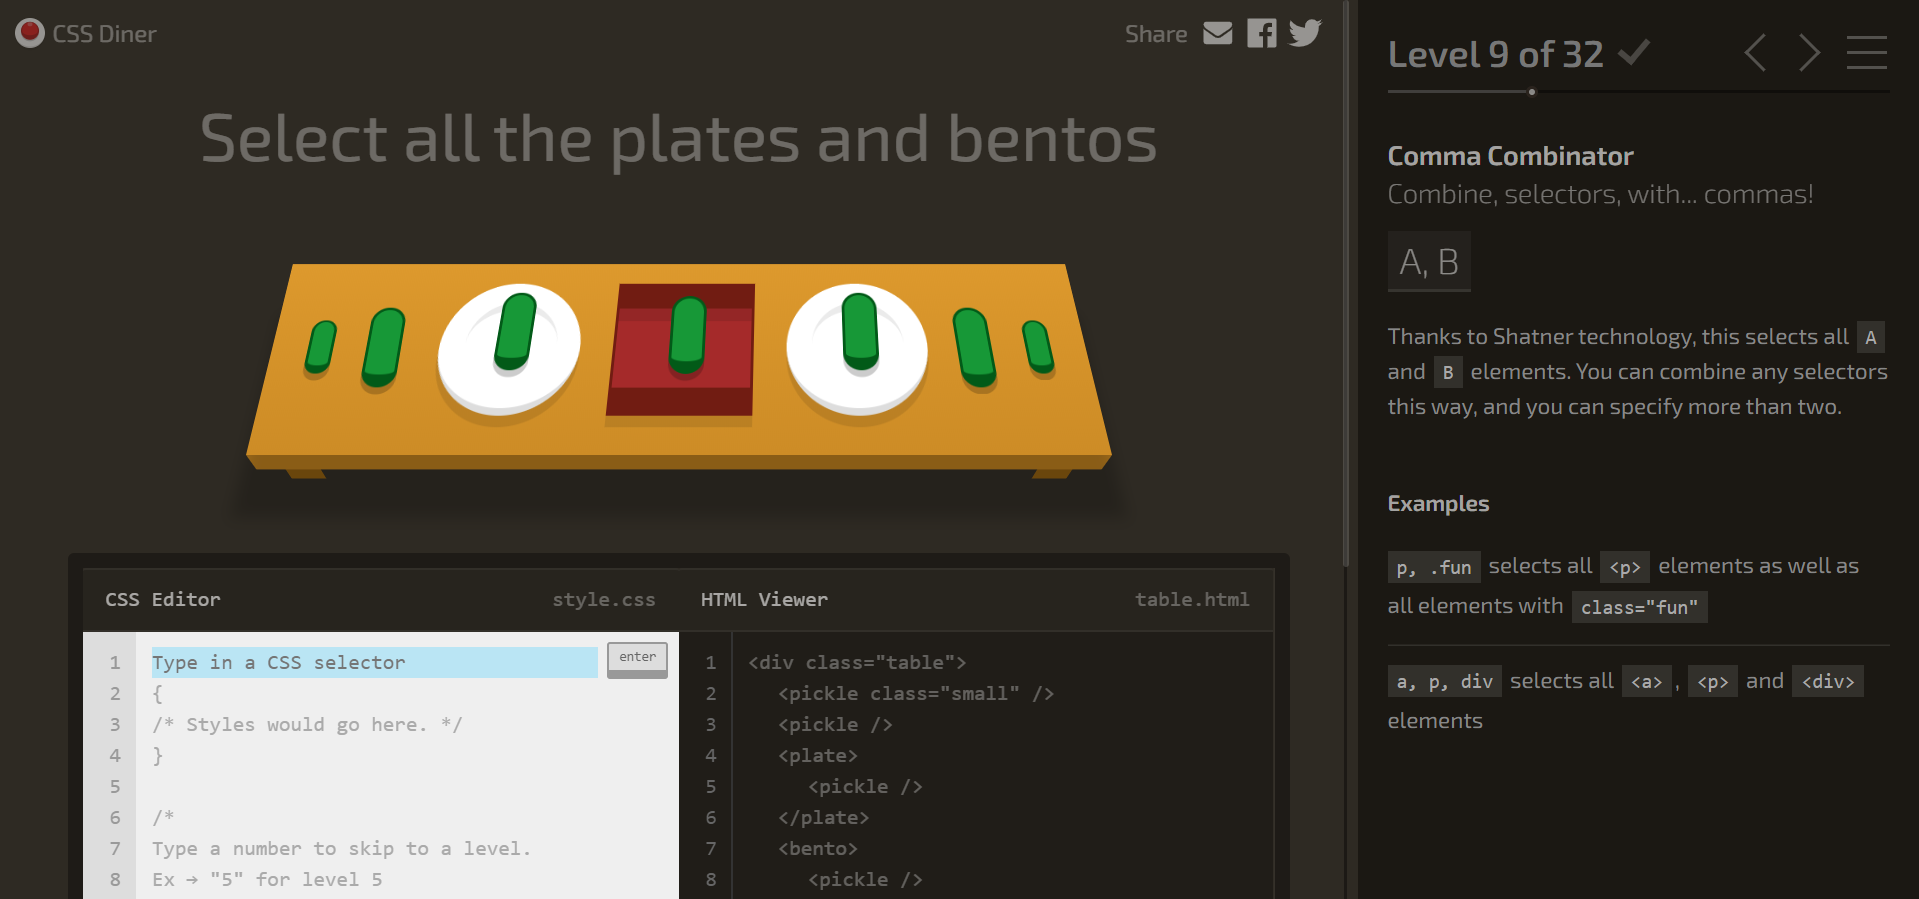 CSS Diner
Share
Select all the plates and bentos
CSS Editor
style.css
1 Type in a CSS selector
enter
2 {
3 /* Styles would go here. */
4 }
5
6 /*
7 Type a number to skip to a level.
8 Ex → "5" for level 5
HTML Viewer
table.html
1 <div class="table">
2 <pickle class="small" />
3 <pickle />
4 <plate>
5 <pickle />
6 </plate>
7 <bento>
8 <pickle />
Level 9 of 32
Comma Combinator
Combine, selectors, with... commas!
A, B
Thanks to Shatner technology, this selects all A
and B elements. You can combine any selectors
this way, and you can specify more than two.
Examples
p, .fun selects all <p> elements as well as
all elements with class="fun"
a, p, div selects all <a>, <p> and <div>
elements